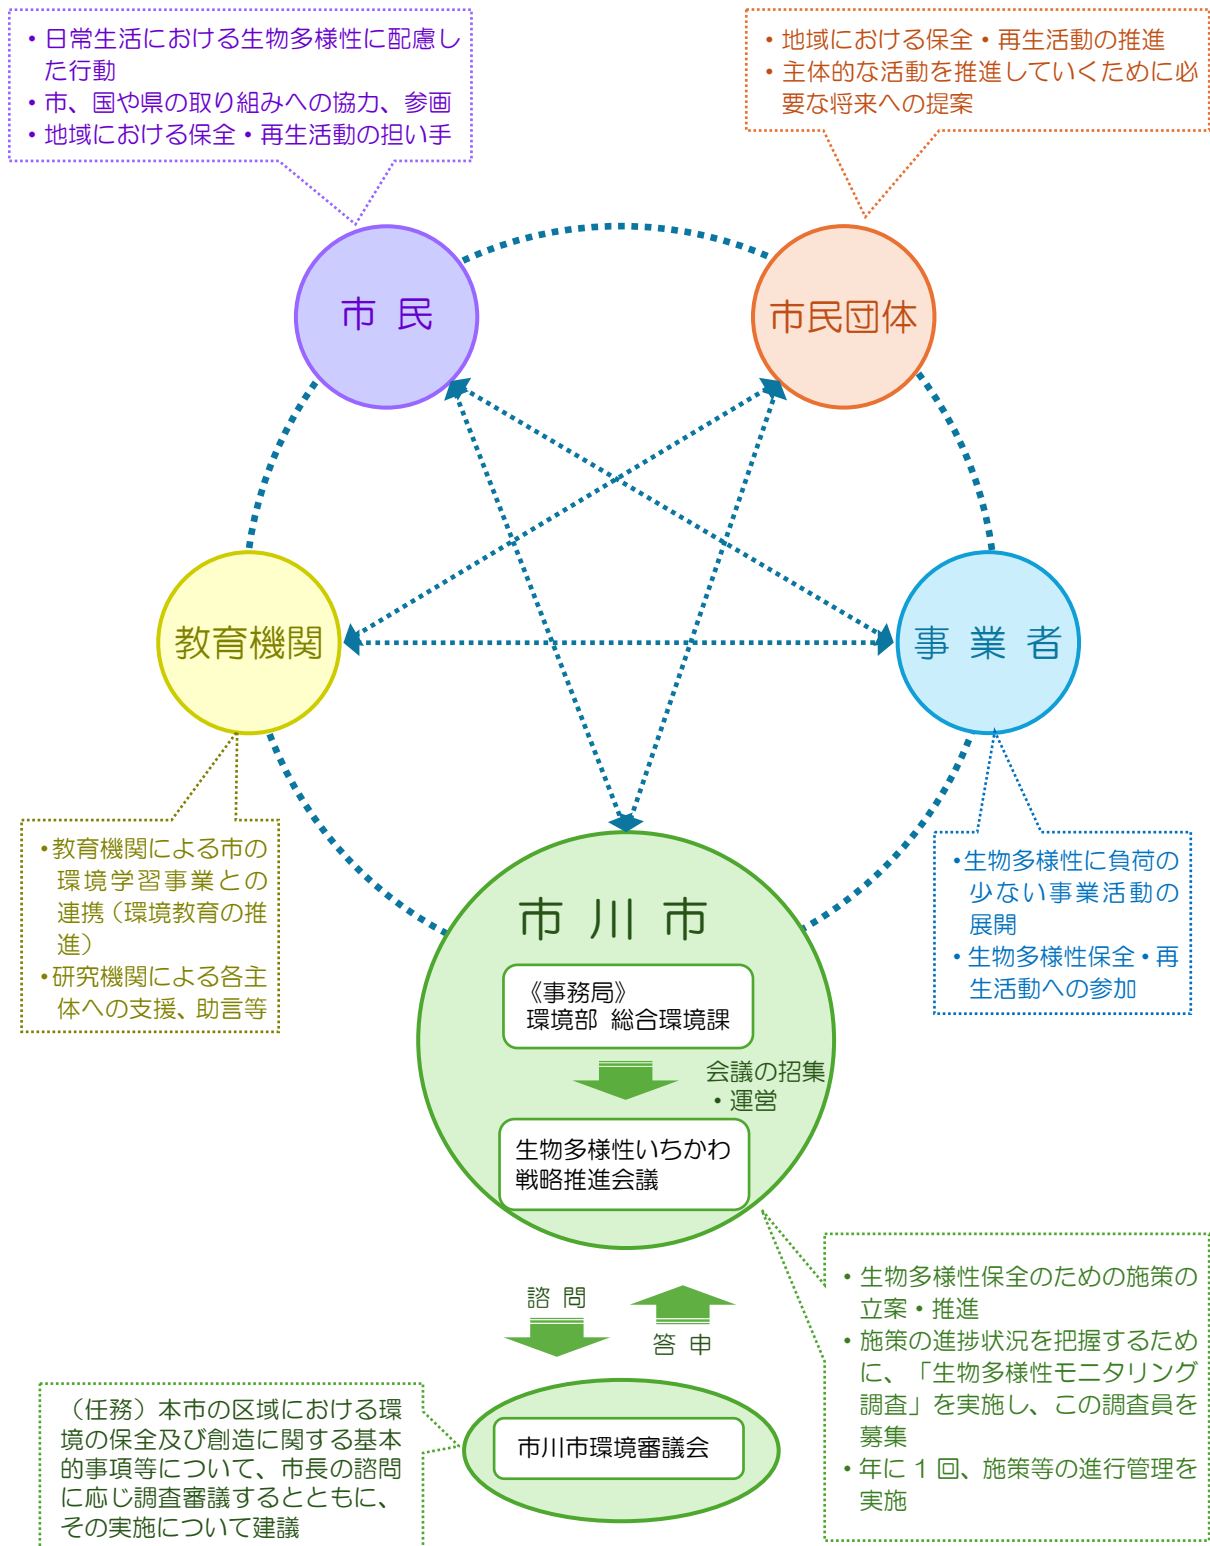 ・日常生活における生物多様性に配慮し
た行動
・市、国や県の取り組みへの協力、参画
・地域における保全・再生活動の担い手
・地域における保全・再生活動の推進
・主体的な活動を推進していくために必
要な将来への提案
市 民
市民団体
教育機関
事 業 者
・教育機関による市の
環境学習事業との
連携（環境教育の推
進）
・研究機関による各主
体への支援、助言等
・生物多様性に負荷の
少ない事業活動の
展開
・生物多様性保全・再
生活動への参加
市 川 市
《事務局》
環境部 総合環境課
会議の招集
・運営
生物多様性いちかわ
戦略推進会議
諮 問
答 申
・生物多様性保全のための施策の
立案・推進
・施策の進捗状況を把握するため
に、「生物多様性モニタリング
調査」を実施し、この調査員を
募集
・年に 1 回、施策等の進行管理を
実施
市川市環境審議会
（任務）本市の区域における環
境の保全及び創造に関する基本
的事項等について、市長の諮問
に応じ調査審議するとともに、
その実施について建議